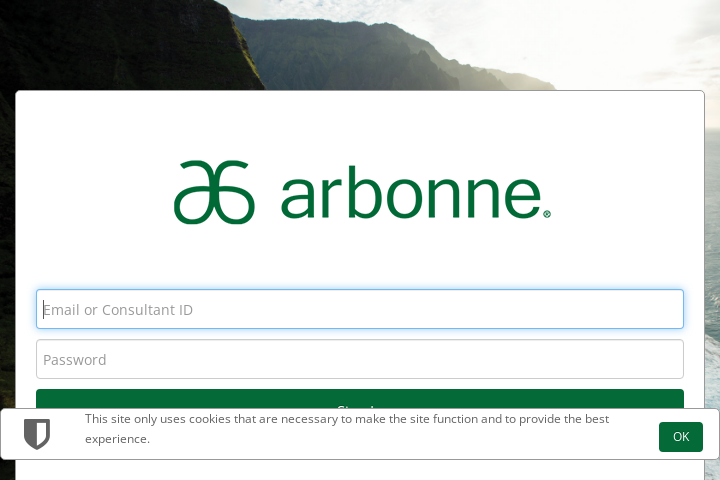 arbonne®
Email or Consultant ID
Password
This site only uses cookies that are necessary to make the site function and to provide the best
experience.
OK